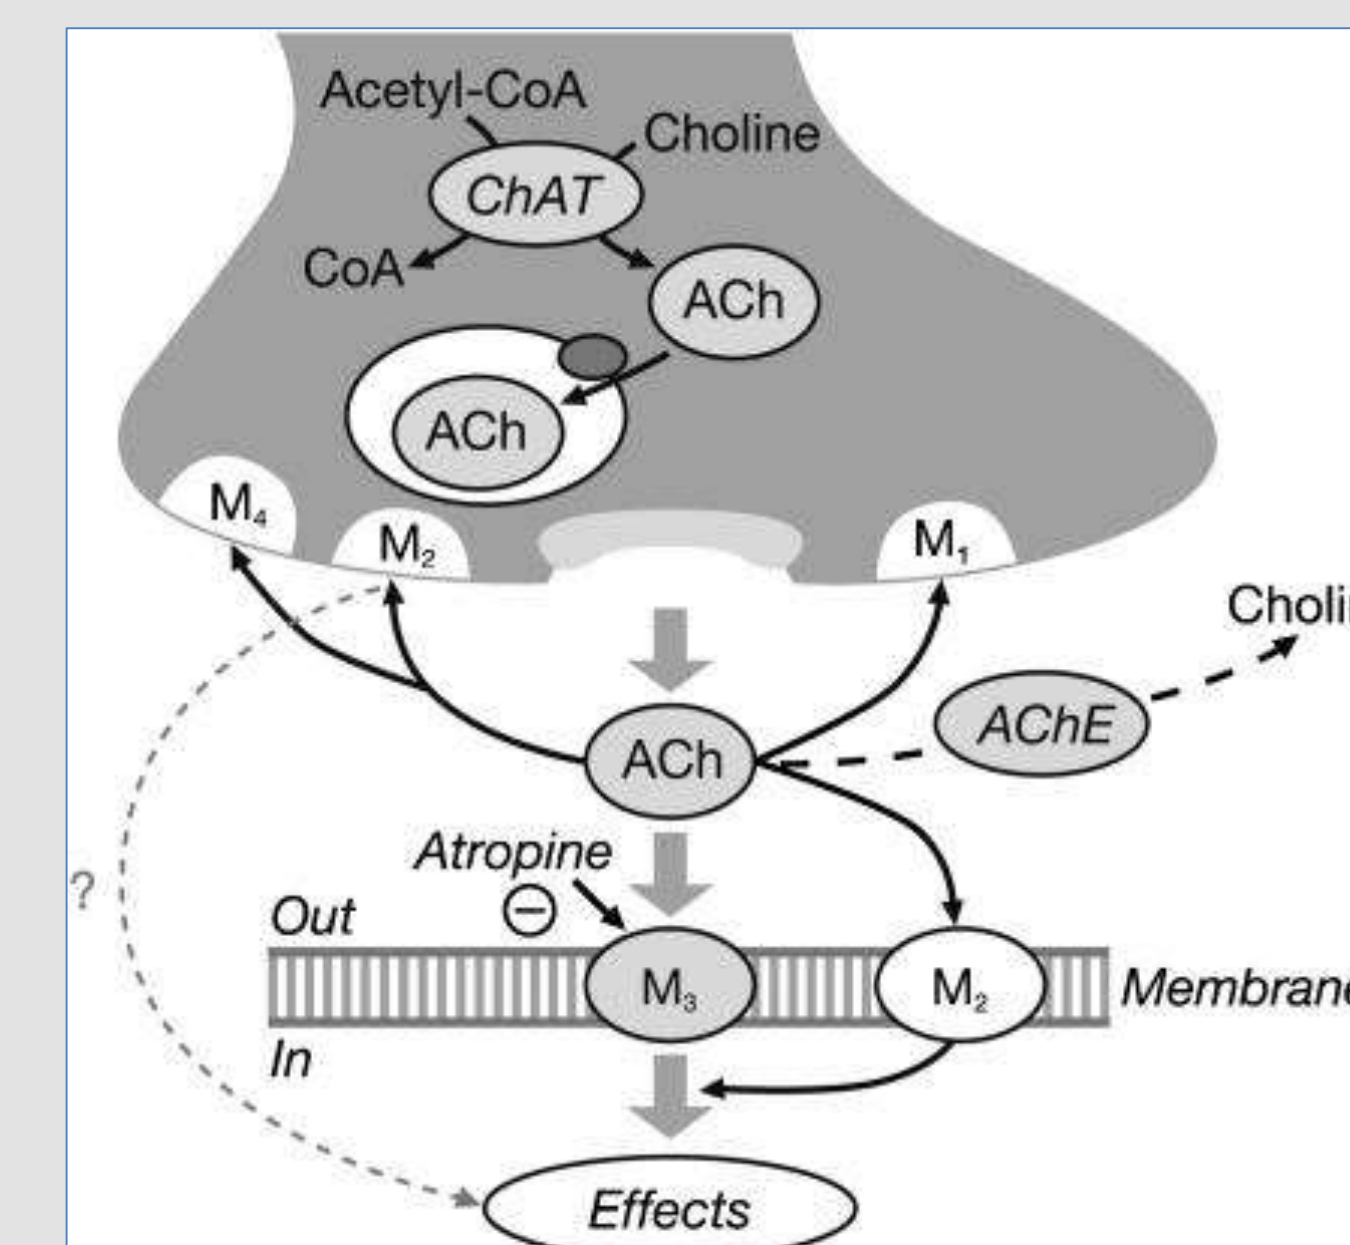 Acetyl-CoA
Choline
ChAT
CoA
ACh
ACh
M₄
M₂
M₁
Cholin
AChE
ACh
Atropine
?
Out
M₃
M₂
Membrane
In
Effects